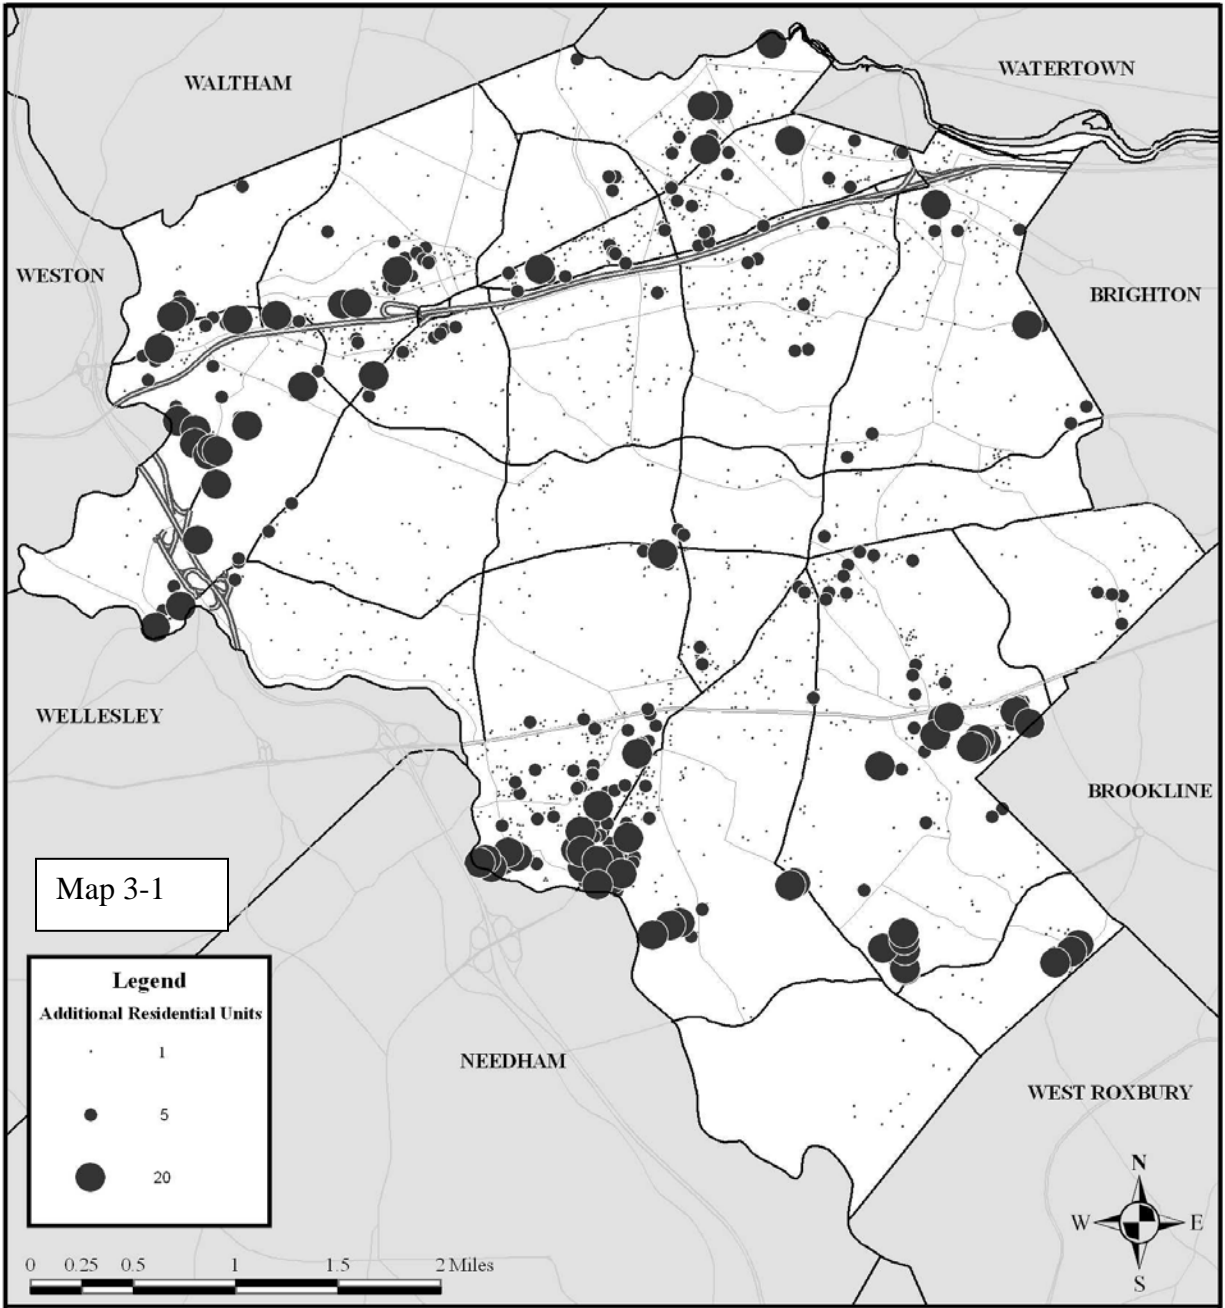 WALTHAM
WATERTOWN
WESTON
BRIGHTON
WELLESLEY
BROOKLINE
Map 3-1
Legend
Additional Residential Units
1
5
20
NEEDHAM
WEST ROXBURY
N
W E
S
0 0.25 0.5 1 1.5 2 Miles